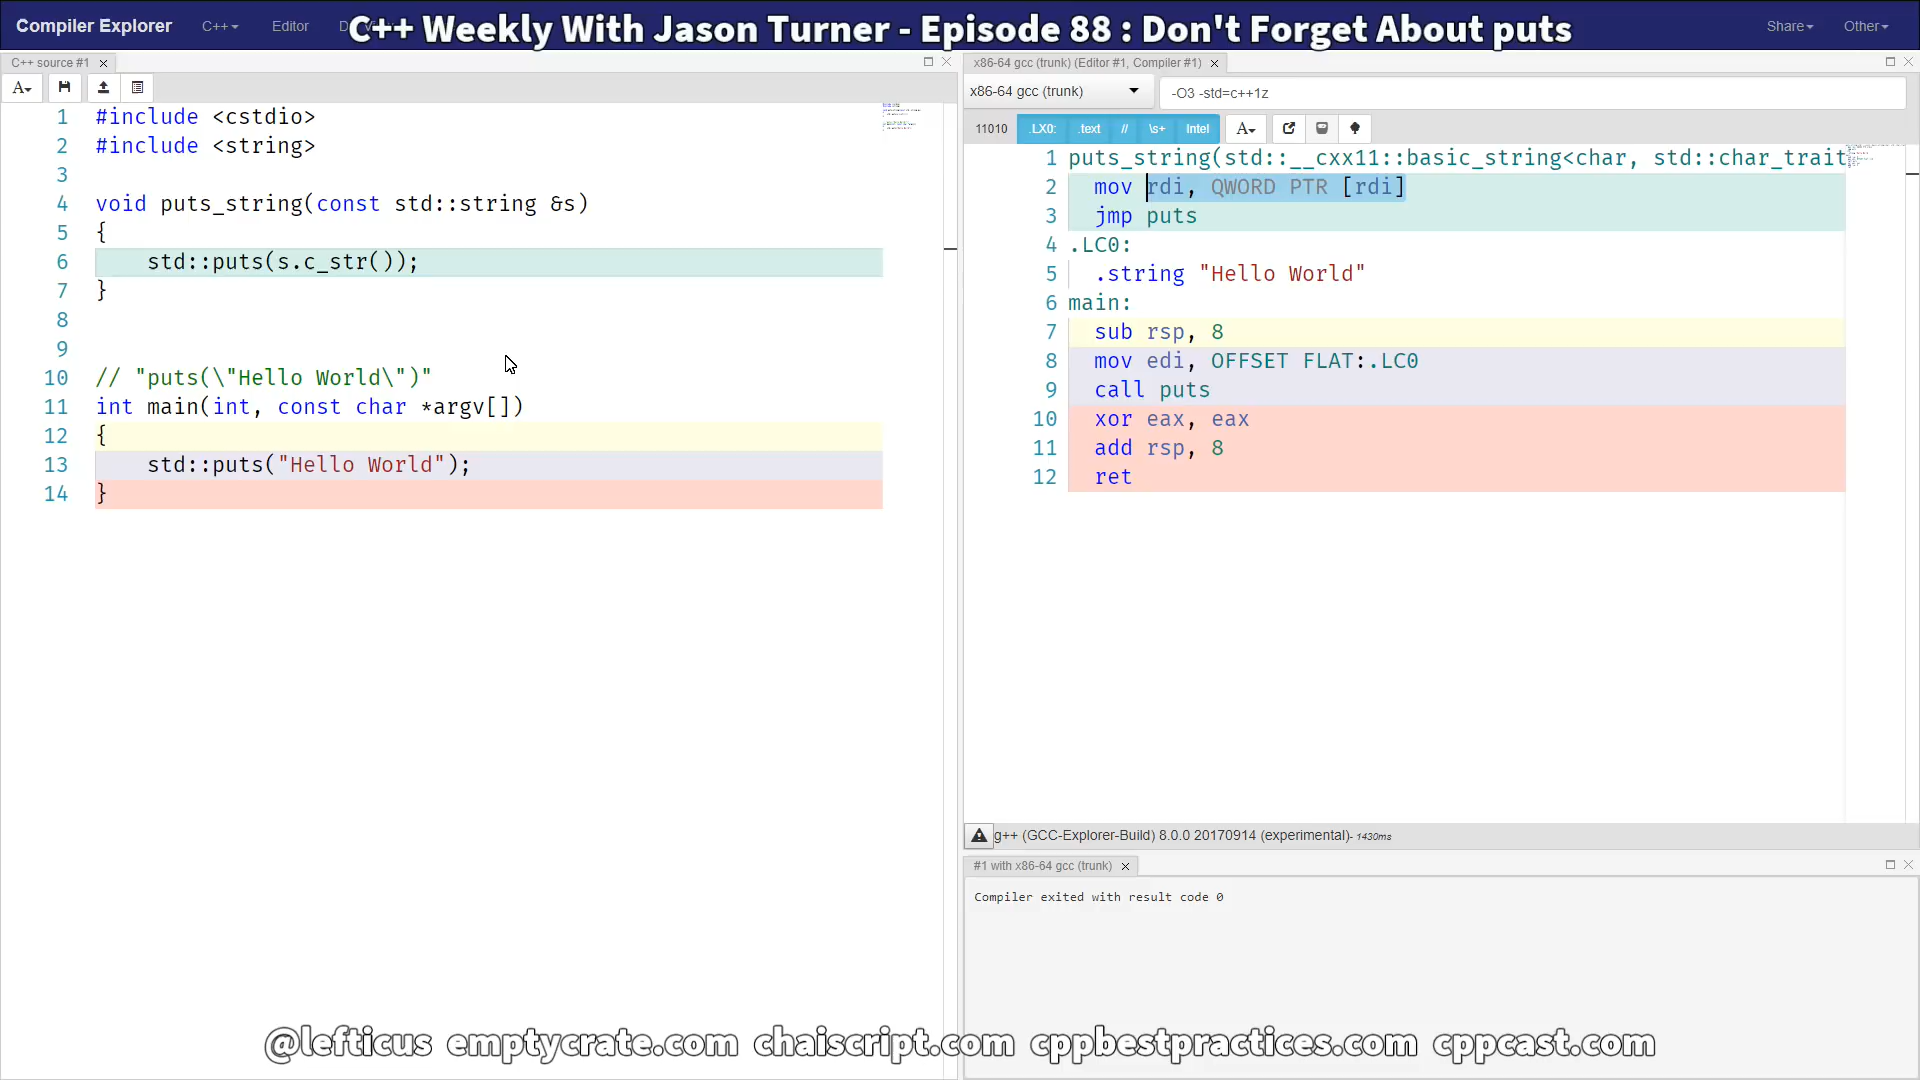 Compiler Explorer C++ Editor
C++ Weekly With Jason Turner - Episode 88 : Don't Forget About puts
Share Other
C++ source #1
A
1 #include <cstdio>
2 #include <string>
3
4 void puts_string(const std::string &s)
5 {
6 std::puts(s.c_str());
7 }
8
9
10 // "puts(\"Hello World\")"
11 int main(int, const char *argv[])
12 {
13 std::puts("Hello World");
14 }
x86-64 gcc (trunk) (Editor #1, Compiler #1)
x86-64 gcc (trunk) -O3 -std=c++1z
11010 .LX0: .text // \s+ Intel A
1 puts_string(std::__cxx11::basic_string<char, std::char_trait
2 mov rdi, QWORD PTR [rdi]
3 jmp puts
4 .LC0:
5 .string "Hello World"
6 main:
7 sub rsp, 8
8 mov edi, OFFSET FLAT:.LC0
9 call puts
10 xor eax, eax
11 add rsp, 8
12 ret
g++ (GCC-Explorer-Build) 8.0.0 20170914 (experimental)- 1430ms
#1 with x86-64 gcc (trunk)
Compiler exited with result code 0
@lefticus emptycrate.com chaiscript.com cppbestpractices.com cppcast.com